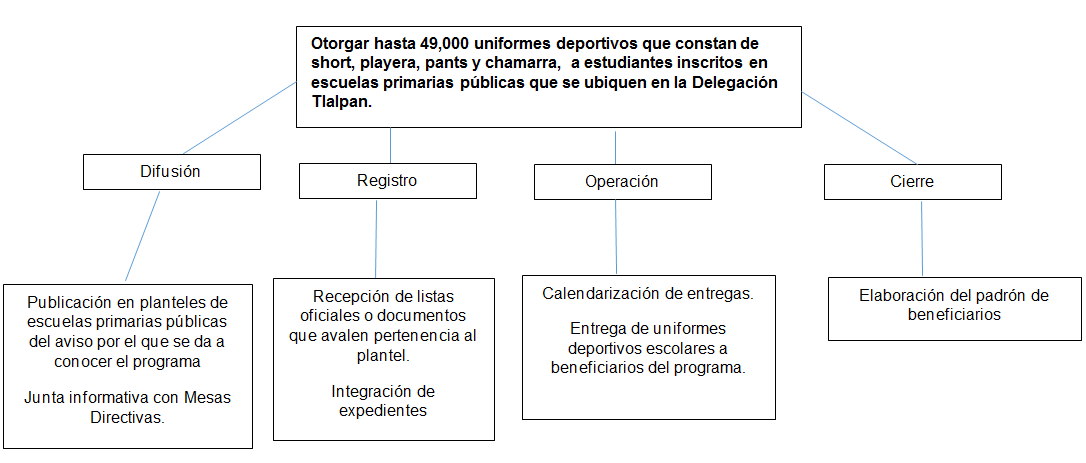 Otorgar hasta 49,000 uniformes deportivos que constan de
short, playera, pants y chamarra, a estudiantes inscritos en
escuelas primarias públicas que se ubiquen en la Delegación
Tlalpan.
Difusión
Registro
Operación
Cierre
Publicación en planteles de
escuelas primarias públicas
del aviso por el que se da a
conocer el programa
Junta informativa con Mesas
Directivas.
Recepción de listas
oficiales o documentos
que avalen pertenencia al
plantel.
Integración de
expedientes
Calendarización de entregas.
Entrega de uniformes
deportivos escolares a
beneficiarios del programa.
Elaboración del padrón de
beneficiarios